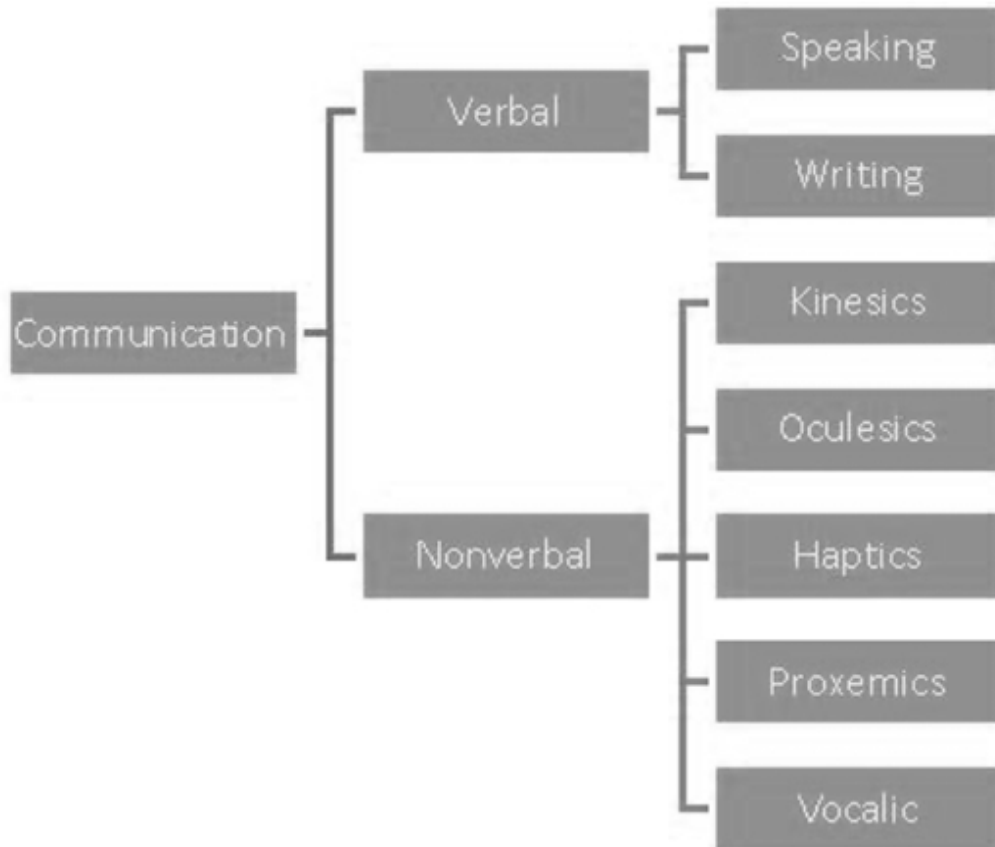 Communication
Verbal
Speaking
Writing
Nonverbal
Kinesics
Oculesics
Haptics
Proxemics
Vocalic